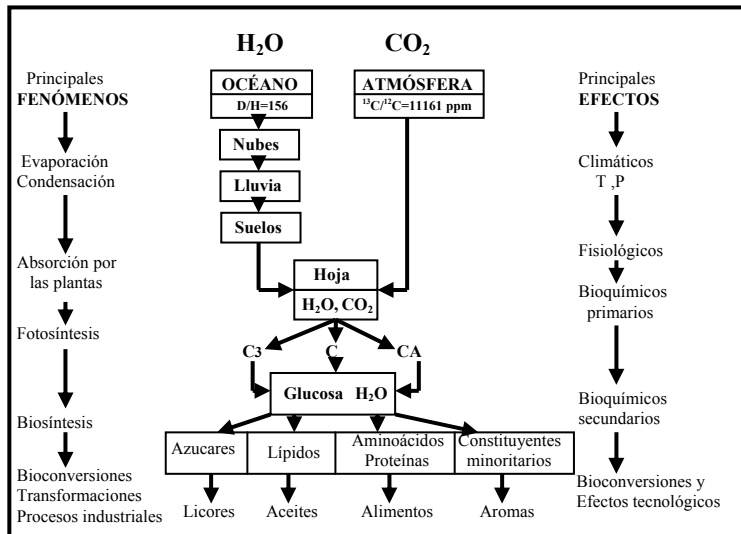 H₂O
CO₂
Principales
FENÓMENOS
Evaporación
Condensación
Absorción por
las plantas
Fotosíntesis
Biosíntesis
Bioconversiones
Transformaciones
Procesos industriales
OCÉANO
D/H=156
Nubes
Lluvia
Suelos
ATMÓSFERA
¹³C/¹²C=11161 ppm
Hoja
H₂O, CO₂
C3
C
CA
Glucosa H₂O
Azucares
Lípidos
Aminoácidos
Proteínas
Constituyentes
minoritarios
Licores
Aceites
Alimentos
Aromas
Principales
EFECTOS
Climáticos
T ,P
Fisiológicos
Bioquímicos
primarios
Bioquímicos
secundarios
Bioconversiones y
Efectos tecnológicos